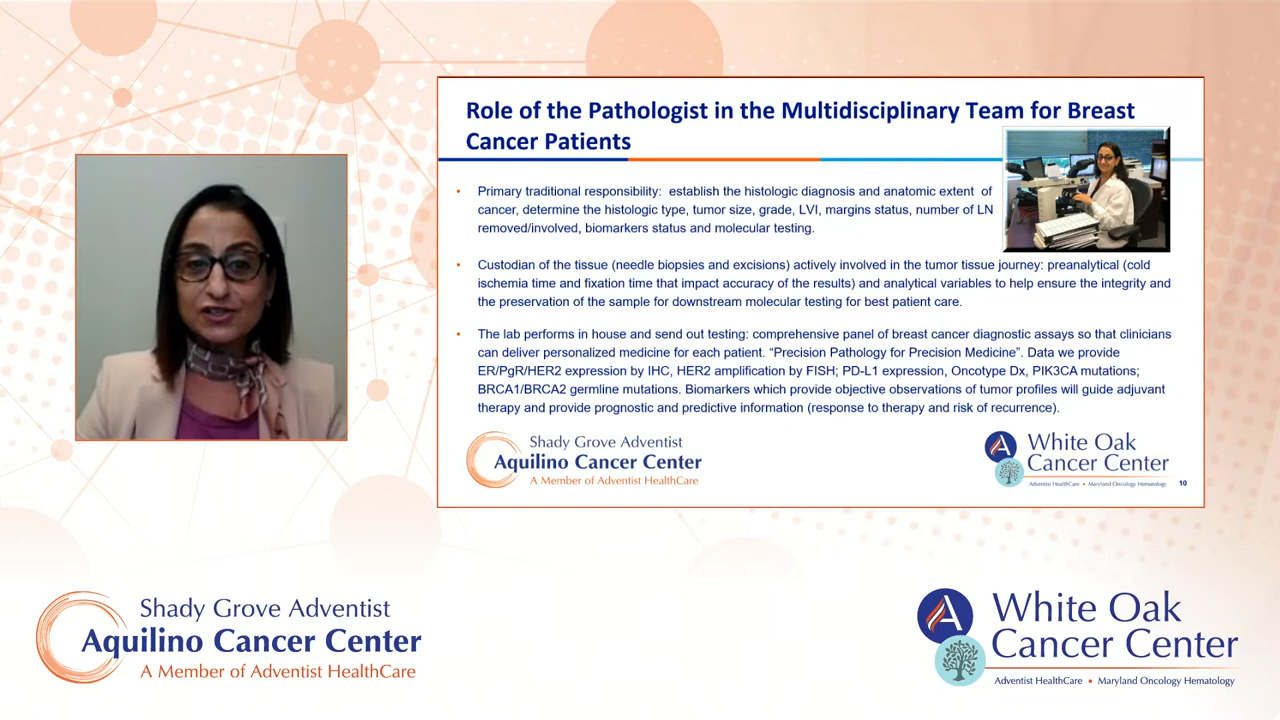 Role of the Pathologist in the Multidisciplinary Team for Breast
Cancer Patients
• Primary traditional responsibility: establish the histologic diagnosis and anatomic extent of
cancer, determine the histologic type, tumor size, grade, LVI, margins status, number of LN
removed/involved, biomarkers status and molecular testing.
• Custodian of the tissue (needle biopsies and excisions) actively involved in the tumor tissue journey: preanalytical (cold
ischemia time and fixation time that impact accuracy of the results) and analytical variables to help ensure the integrity and
the preservation of the sample for downstream molecular testing for best patient care.
• The lab performs in house and send out testing: comprehensive panel of breast cancer diagnostic assays so that clinicians
can deliver personalized medicine for each patient. “Precision Pathology for Precision Medicine”. Data we provide
ER/PgR/HER2 expression by IHC, HER2 amplification by FISH; PD-L1 expression, Oncotype Dx, PIK3CA mutations;
BRCA1/BRCA2 germline mutations. Biomarkers which provide objective observations of tumor profiles will guide adjuvant
therapy and provide prognostic and predictive information (response to therapy and risk of recurrence).
Shady Grove Adventist
Aquilino Cancer Center
A Member of Adventist HealthCare
A
White Oak
Cancer Center
Adventist HealthCare • Maryland Oncology Hematology
10
Shady Grove Adventist
Aquilino Cancer Center
A Member of Adventist HealthCare
A
White Oak
Cancer Center
Adventist HealthCare • Maryland Oncology Hematology